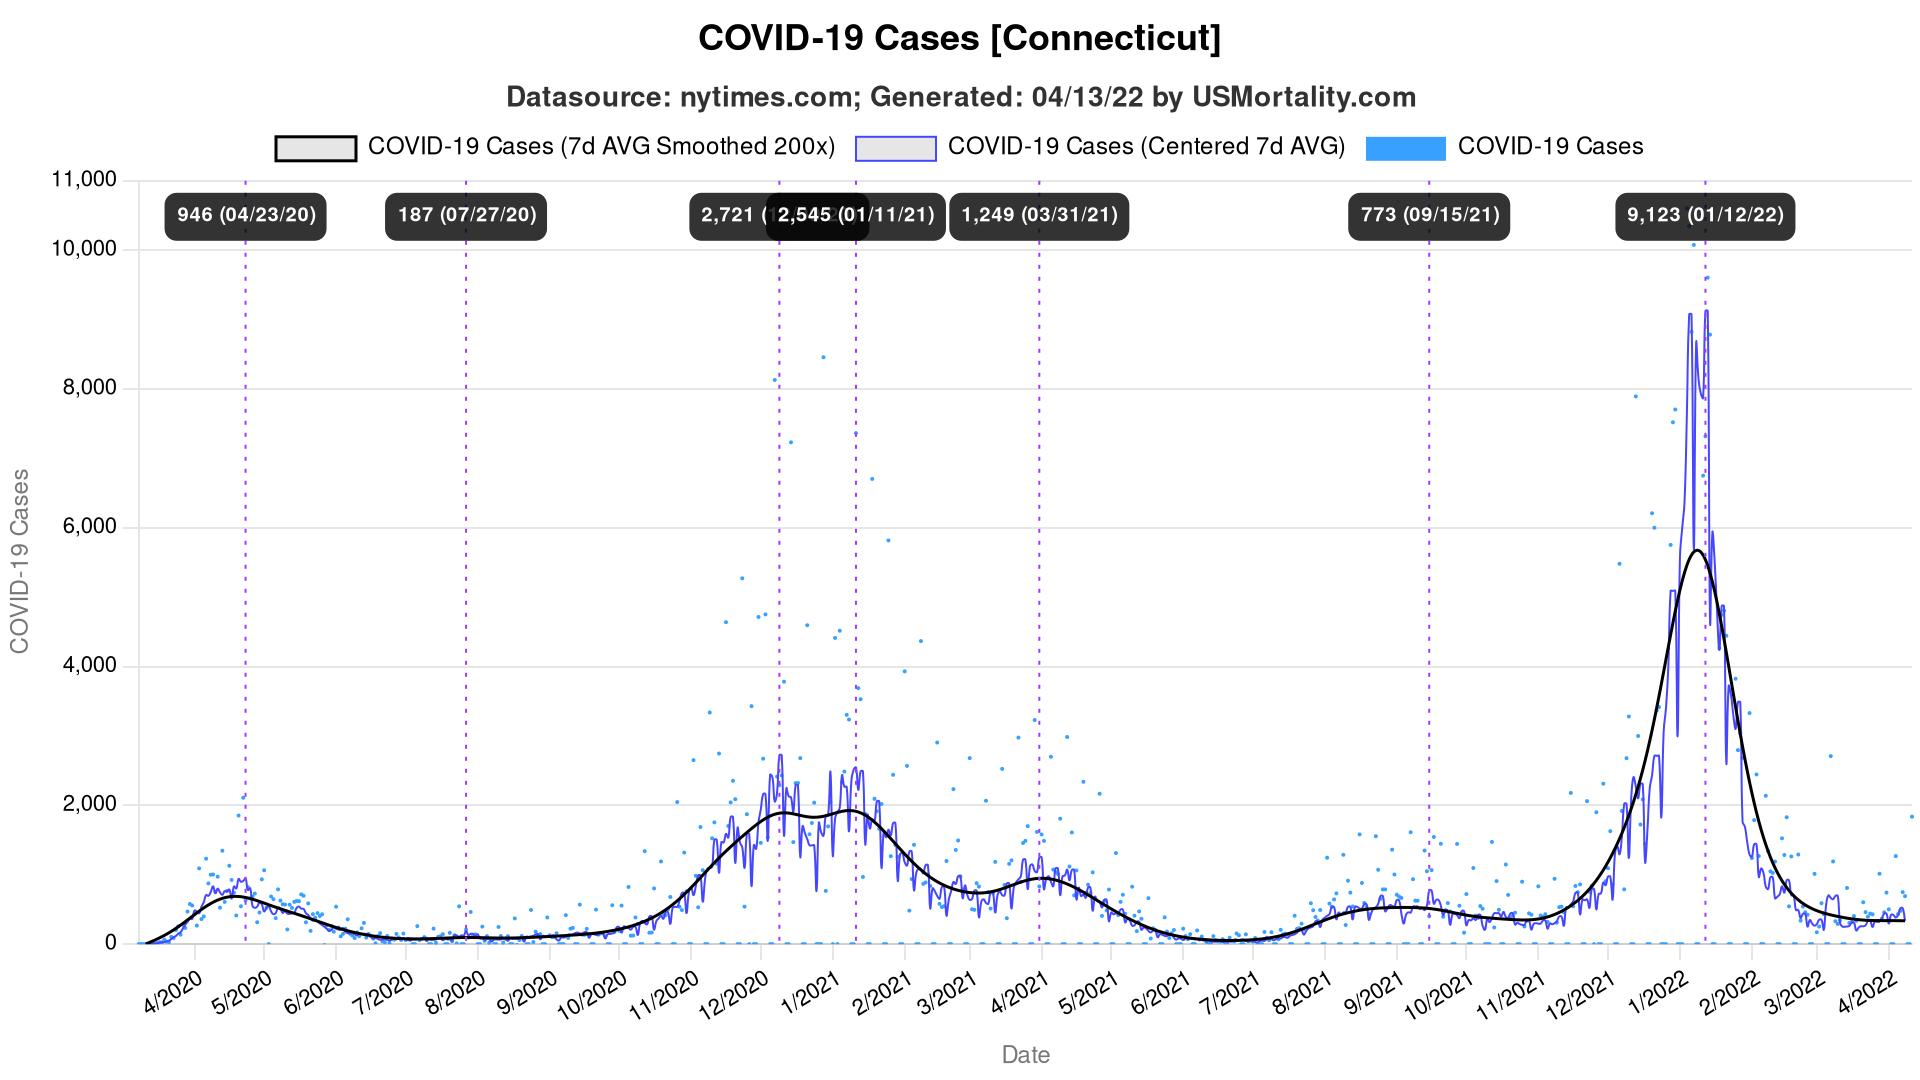 COVID-19 Cases [Connecticut]
Datasource: nytimes.com; Generated: 04/13/22 by USMortality.com
COVID-19 Cases (7d AVG Smoothed 200x) COVID-19 Cases (Centered 7d AVG) COVID-19 Cases
946 (04/23/20) 187 (07/27/20) 2,721 2,545 (01/11/21) 1,249 (03/31/21) 773 (09/15/21) 9,123 (01/12/22)
11,000
10,000
8,000
6,000
4,000
2,000
0
COVID-19 Cases
4/2020 5/2020 6/2020 7/2020 8/2020 9/2020 10/2020 11/2020 12/2020 1/2021 2/2021 3/2021 4/2021 5/2021 6/2021 7/2021 8/2021 9/2021 10/2021 11/2021 12/2021 1/2022 2/2022 3/2022 4/2022
Date